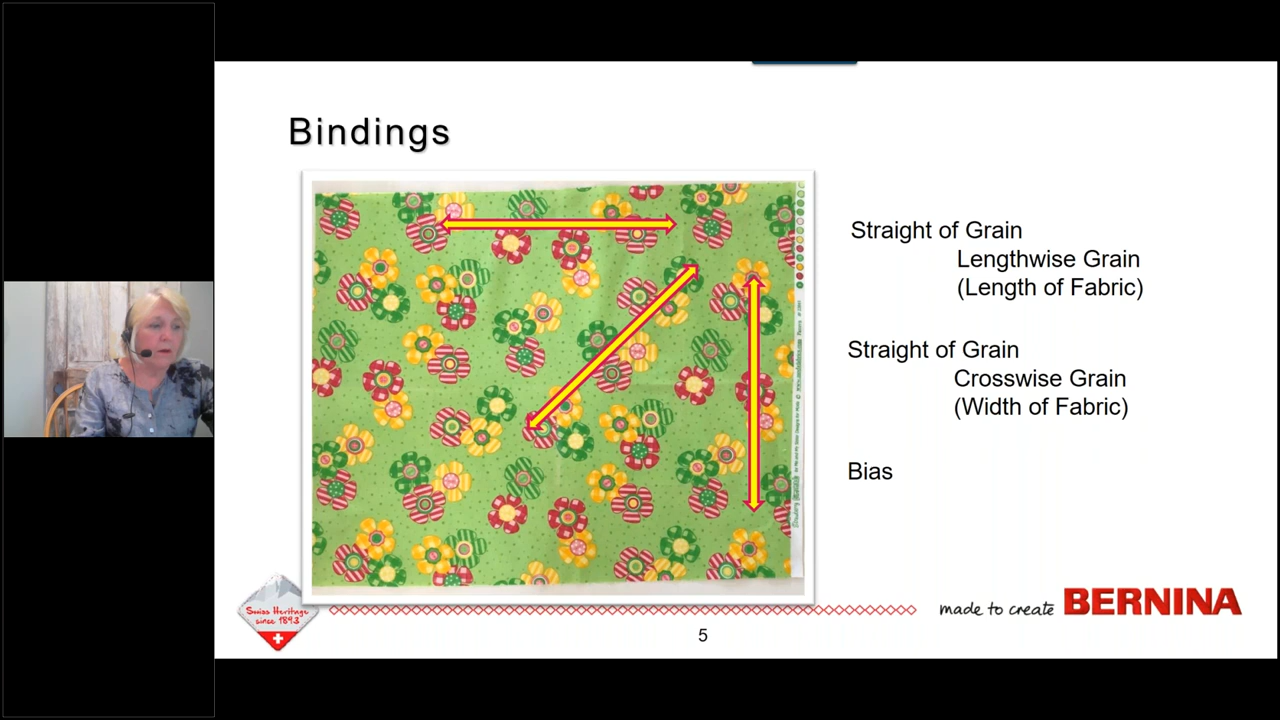 Bindings
Straight of Grain
Lengthwise Grain
(Length of Fabric)
Straight of Grain
Crosswise Grain
(Width of Fabric)
Bias
Swiss Heritage
since 1893
made to create BERNINA
5